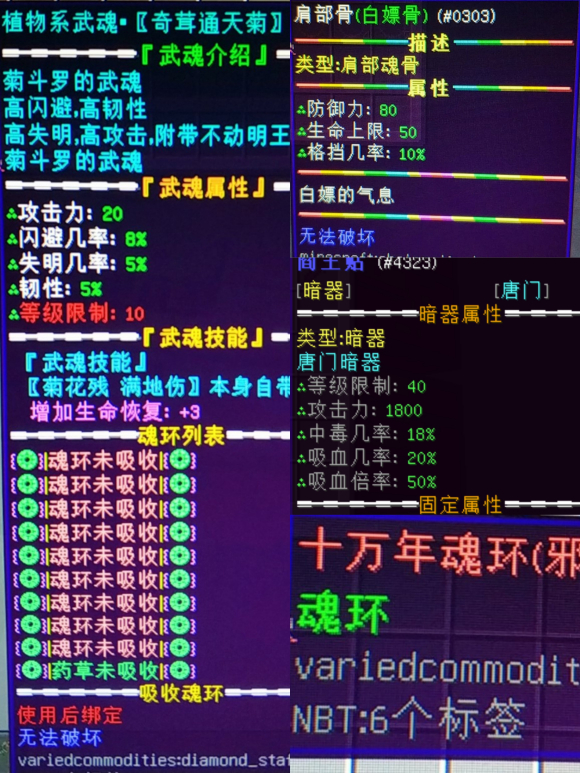 植物系武魂·〖奇茸通天菊〗
『武魂介绍』
菊斗罗的武魂
高闪避,高韧性
高失明,高攻击,附带不动明王
菊斗罗的武魂
『武魂属性』
攻击力: 20
闪避几率: 8%
失明几率: 5%
韧性: 5%
等级限制: 10
『武魂技能』
『武魂技能』
〖菊花残 满地伤〗本身自带
增加生命恢复: +3
魂环列表
魂环未吸收
魂环未吸收
魂环未吸收
魂环未吸收
魂环未吸收
魂环未吸收
魂环未吸收
魂环未吸收
魂环未吸收
药草未吸收
吸收魂环
使用后绑定
无法破坏
variedcommodities:diamond_sta
肩部骨(白嫖骨) (#0303)
描述
类型:肩部魂骨
属性
防御力: 80
生命上限: 50
格挡几率: 10%
白嫖的气息
无法破坏
阎王贴 (#4323)
[暗器] [唐门]
暗器属性
类型:暗器
唐门暗器
等级限制: 40
攻击力: 1800
中毒几率: 18%
吸血几率: 20%
吸血倍率: 50%
固定属性
十万年魂环(邪
魂环
variedcommodit
NBT:6个标签